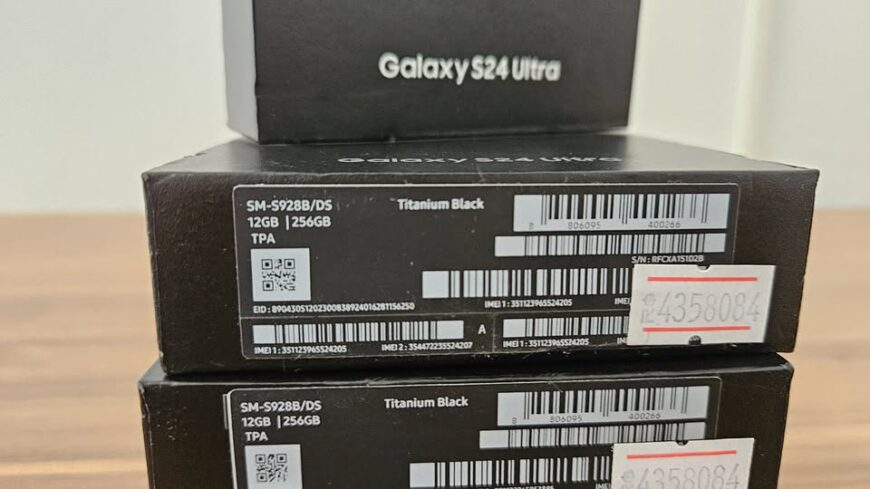 Galaxy S24 Ultra
Galaxy S24 Ultra
SM-S928B/DS
Titanium Black
12GB | 256GB
TPA
8 806095 400266
S/N : RFCXA151D2B
IMEI 1 : 351123965524205
IMEI
EID : 89043051202300838924016281156250
4358084
A
IMEI 1 : 351123965524205
IMEI 2 : 354472235524207
IMEI 1 : 351123965524205
SM-S928B/DS
Titanium Black
12GB | 256GB
TPA
8 806095 400266
4358084